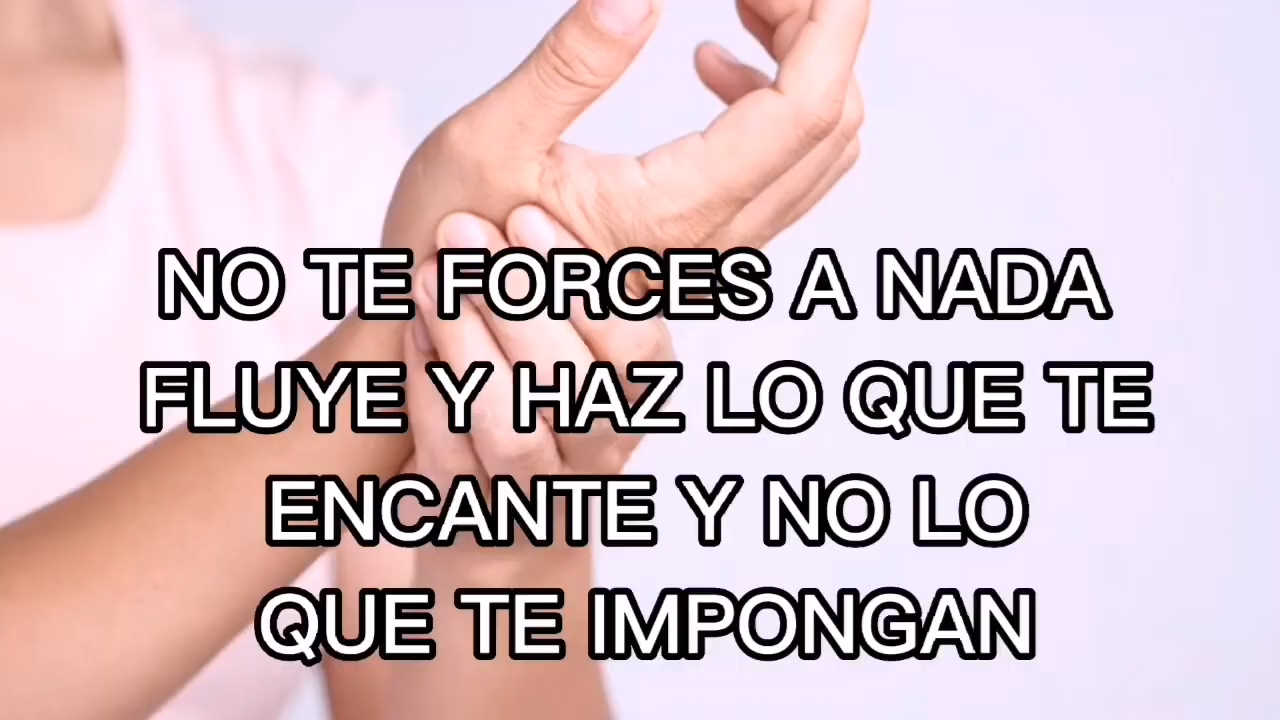 NO TE FORCES A NADA
FLUYE Y HAZ LO QUE TE
ENCANTE Y NO LO
QUE TE IMPONGAN